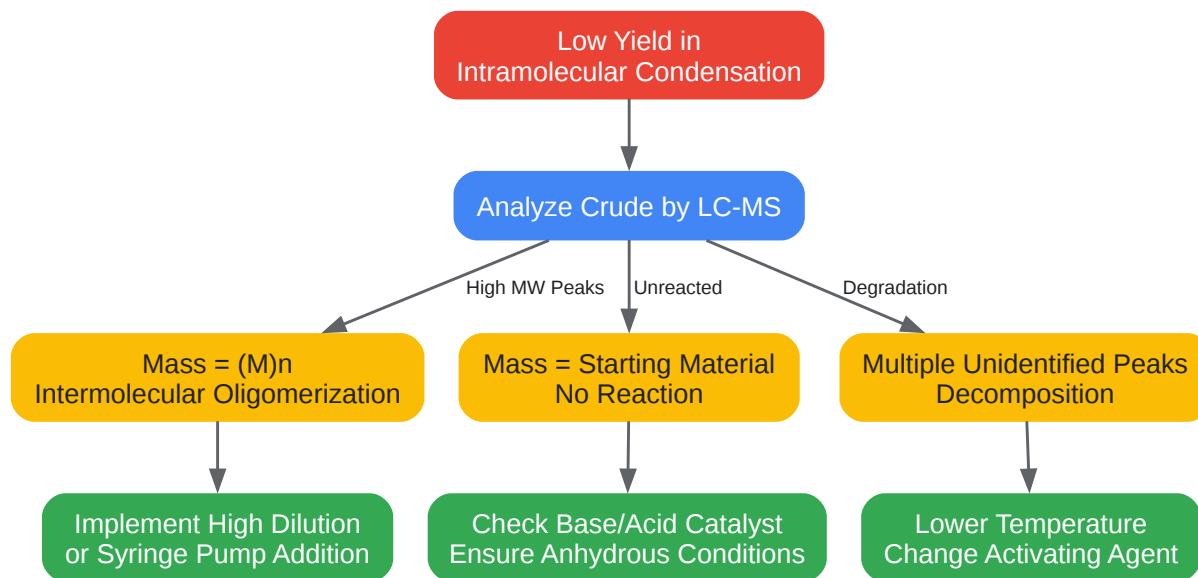 Low Yield in
Intramolecular Condensation
Analyze Crude by LC-MS
High MW Peaks
Unreacted
Degradation
Mass = (M)n
Intermolecular Oligomerization
Mass = Starting Material
No Reaction
Multiple Unidentified Peaks
Decomposition
Implement High Dilution
or Syringe Pump Addition
Check Base/Acid Catalyst
Ensure Anhydrous Conditions
Lower Temperature
Change Activating Agent